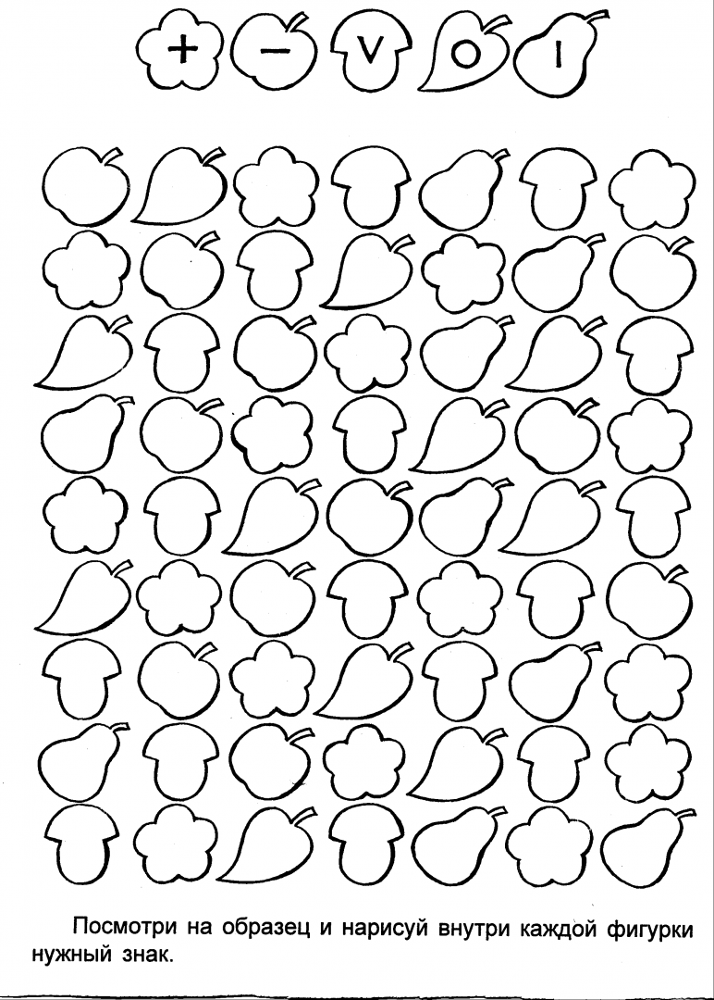 + − V O I
Посмотри на образец и нарисуй внутри каждой фигурки
нужный знак.